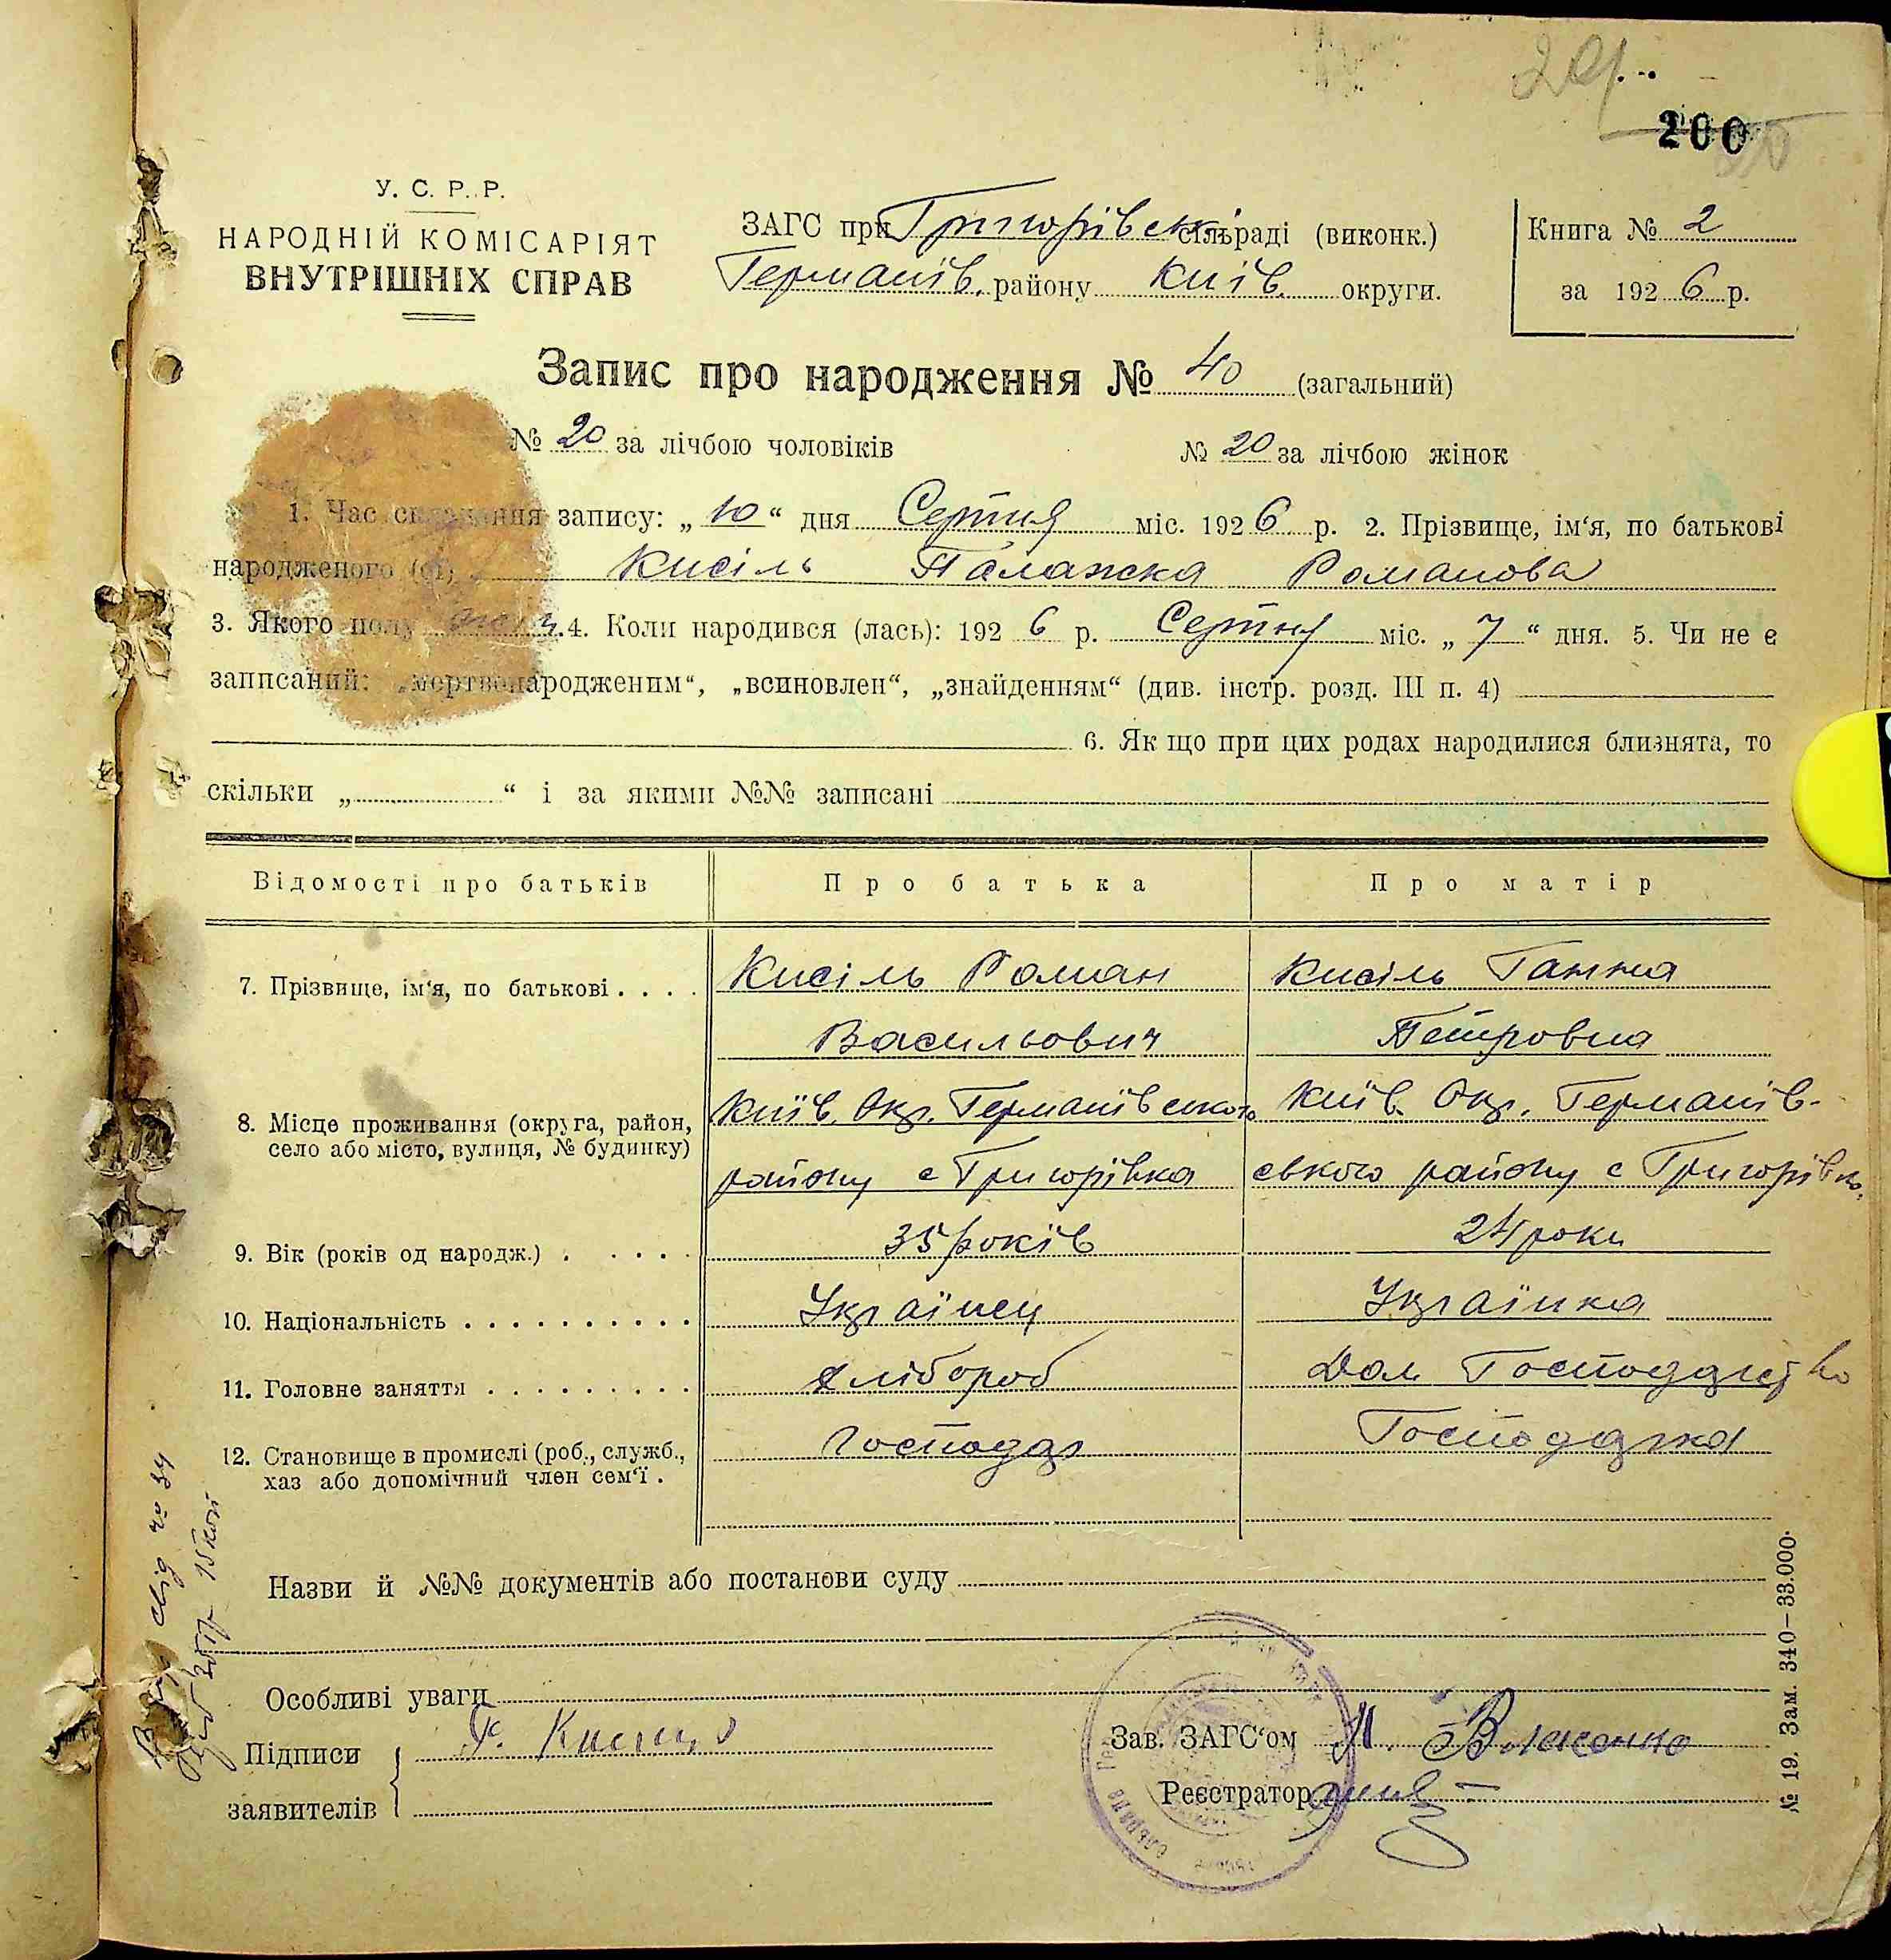 201
200
У. С. Р. Р.
НАРОДНІЙ КОМІСАРІЯТ
ВНУТРІШНІХ СПРАВ
ЗАГС при Григорівськ. сільраді (виконк.)
Германів. району Київ. округи.
Книга № 2
за 1926 р.
Запис про народження № 40 (загальний)
№ 20 за лічбою чоловіків № 20 за лічбою жінок
1. Час складання запису: „10“ дня Серпня міс. 1926 р. 2. Прізвище, ім‘я, по батькові
народженого (ої) Кисіль Палажка Романова
3. Якого полу жін. 4. Коли народився (лась): 1926 р. Серпня міс. „7“ дня. 5. Чи не є
записаний: „мертвонародженим“, „всиновлен“, „знайденням“ (див. інстр. розд. III п. 4)
6. Як що при цих родах народилися близнята, то
скільки „ “ і за якими №№ записані
Відомості про батьків Про батька Про матір
7. Прізвище, ім‘я, по батькові . . . . Кисіль Роман Кисіль Ганна
Васильович Петровна
8. Місце проживання (округа, район, село або місто, вулиця, № будинку) Київ. Окр. Германівського Київ. Окр. Германів-
району с Григорівка ського району с Григорівка
9. Вік (років од народж.) . . . . . 35 років 24 роки
10. Національність . . . . . . . . . . Українец Українка
11. Головне заняття . . . . . . . . . Хлібороб Дом Господарство
12. Становище в промислі (роб., служб., хаз або допомічний член сем‘ї . Господар Господарка
Назви й №№ документів або постанови суду
Особливі уваги
Підписи
заявителів
Зав. ЗАГС‘ом
Реєстратор
№ 19. Зам. 340–33.000.